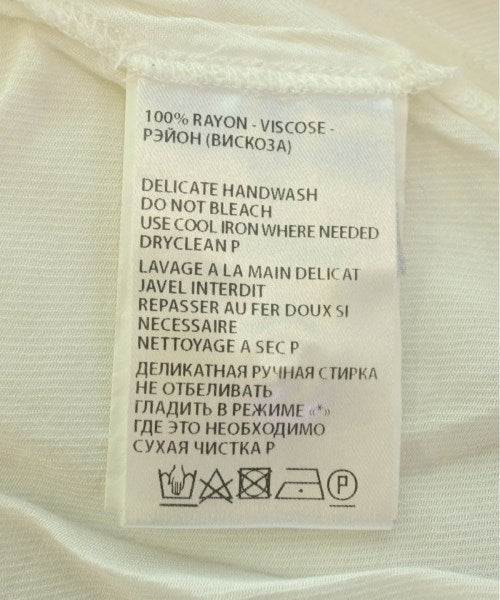 100% RAYON - VISCOSE -
РЭЙОН (ВИСКОЗА)
DELICATE HANDWASH
DO NOT BLEACH
USE COOL IRON WHERE NEEDED
DRYCLEAN P
LAVAGE A LA MAIN DELICAT
JAVEL INTERDIT
REPASSER AU FER DOUX SI
NECESSAIRE
NETTOYAGE A SEC P
ДЕЛИКАТНАЯ РУЧНАЯ СТИРКА
НЕ ОТБЕЛИВАТЬ
ГЛАДИТЬ В РЕЖИМЕ «*»
ГДЕ ЭТО НЕОБХОДИМО
СУХАЯ ЧИСТКА Р
P